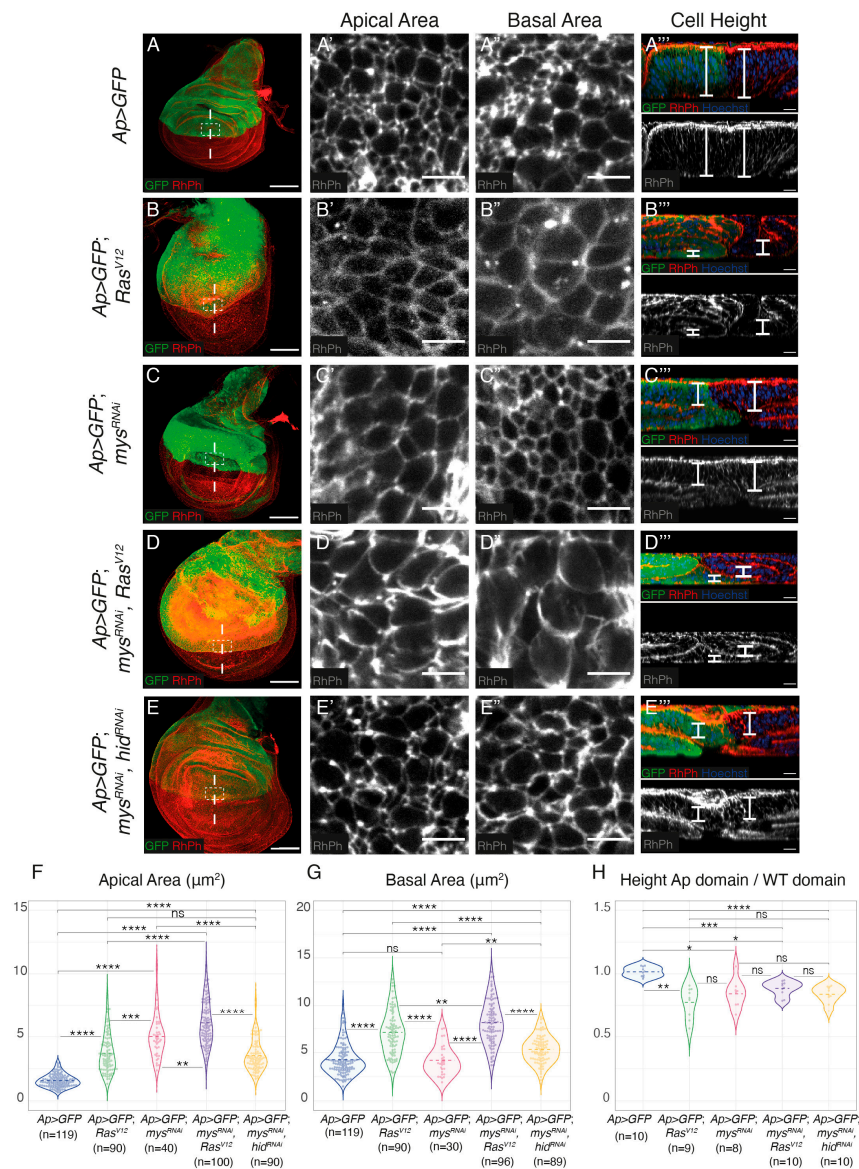 Apical Area Basal Area Cell Height
Ap>GFP
A A' A" A"'
GFP RhPh RhPh RhPh GFP RhPh Hoechst
RhPh
Ap>GFP;
Ras^V12
B B' B" B"'
GFP RhPh RhPh RhPh GFP RhPh Hoechst
RhPh
Ap>GFP;
mys^RNAi
C C' C" C"'
GFP RhPh RhPh RhPh GFP RhPh Hoechst
RhPh
Ap>GFP;
mys^RNAi, Ras^V12
D D' D" D"'
GFP RhPh RhPh RhPh GFP RhPh Hoechst
RhPh
Ap>GFP;
mys^RNAi, hid^RNAi
E E' E" E"'
GFP RhPh RhPh RhPh GFP RhPh Hoechst
RhPh
F Apical Area (µm²)
15
10
5
0
****
ns
****
****
****
****
***
****
****
**
Ap>GFP
(n=119)
Ap>GFP;
Ras^V12
(n=90)
Ap>GFP;
mys^RNAi
(n=40)
Ap>GFP;
mys^RNAi,
Ras^V12
(n=100)
Ap>GFP;
mys^RNAi,
hid^RNAi
(n=90)
G Basal Area (µm²)
20
15
10
5
0
****
****
****
**
ns
**
****
****
****
****
Ap>GFP
(n=119)
Ap>GFP;
Ras^V12
(n=90)
Ap>GFP;
mys^RNAi
(n=30)
Ap>GFP;
mys^RNAi,
Ras^V12
(n=96)
Ap>GFP;
mys^RNAi,
hid^RNAi
(n=89)
H Height Ap domain / WT domain
1.5
1.0
0.5
0
****
ns
***
*
*
ns
**
ns
ns
ns
Ap>GFP
(n=10)
Ap>GFP;
Ras^V12
(n=9)
Ap>GFP;
mys^RNAi
(n=8)
Ap>GFP;
mys^RNAi,
Ras^V12
(n=10)
Ap>GFP;
mys^RNAi,
hid^RNAi
(n=10)